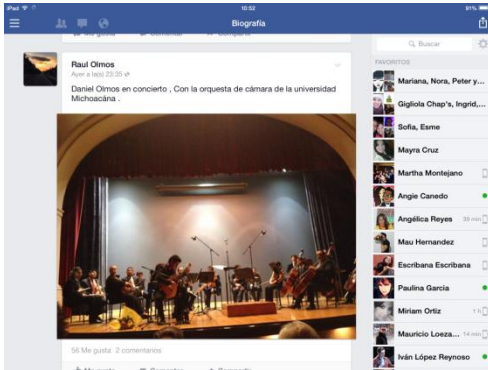 iPad
10:52
91%
Biografía
Raul Olmos
Ayer a la(s) 23:35
Daniel Olmos en concierto , Con la orquesta de cámara de la universidad
Michoacána .
56 Me gusta 2 comentarios
Buscar
FAVORITOS
Mariana, Nora, Peter y...
Gigliola Chap's, Ingrid,...
Sofia, Esme
Mayra Cruz
Martha Montejano
Angie Canedo
Angélica Reyes 39 min
Mau Hernandez
Escribana Escribana
Paulina Garcia
Miriam Ortiz 1 h
Mauricio Loeza... 14 min
Iván López Reynoso